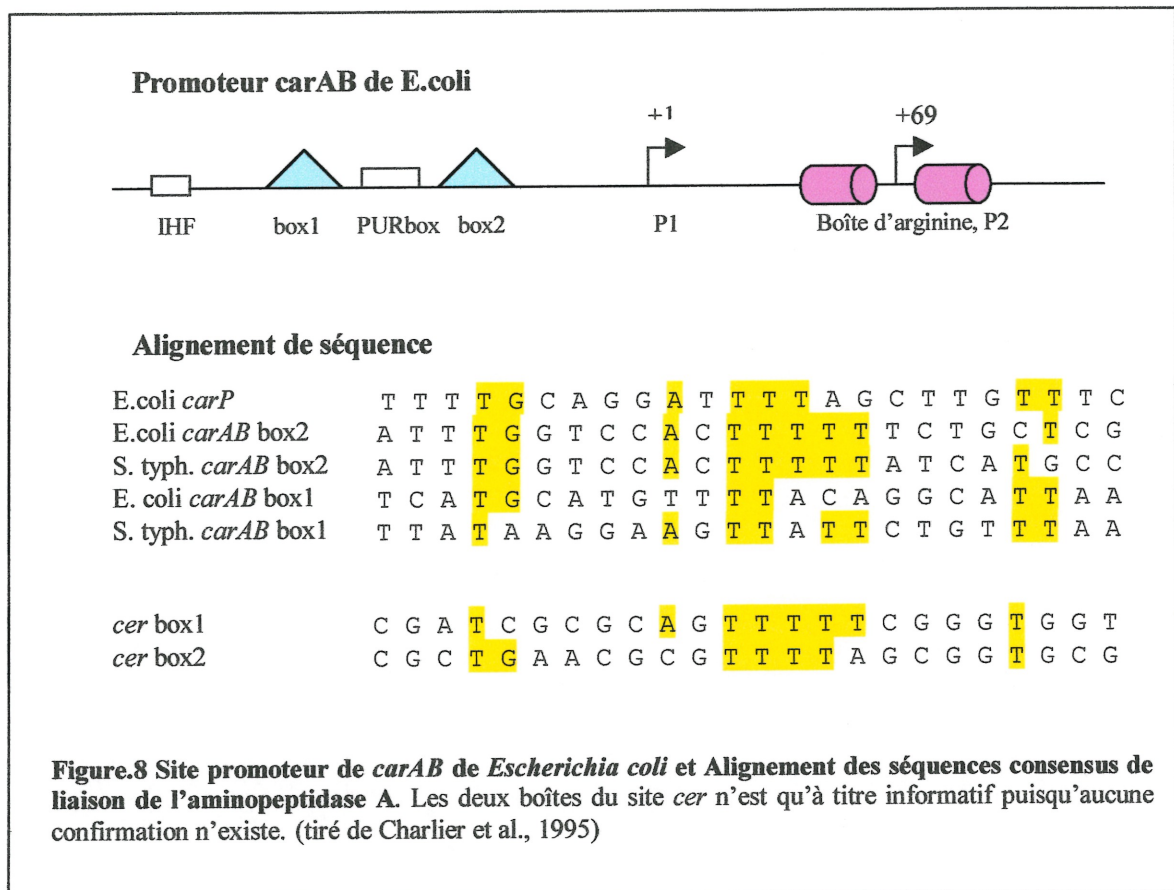 Promoteur carAB de E.coli
+1 +69
IHF box1 PURbox box2 P1 Boîte d'arginine, P2
Alignement de séquence
E.coli carP T T T T G C A G G A T T T T A G C T T G T T T C
E.coli carAB box2 A T T T G G T C C A C T T T T T T C T G C T C G
S. typh. carAB box2 A T T T G G T C C A C T T T T T A T C A T G C C
E. coli carAB box1 T C A T G C A T G T T T T A C A G G C A T T A A
S. typh. carAB box1 T T A T A A G G A A G T T A T T C T G T T T A A
cer box1 C G A T C G C G C A G T T T T T C G G G T G G T
cer box2 C G C T G A A C G C G T T T T A G C G G T G C G
Figure.8 Site promoteur de carAB de Escherichia coli et Alignement des séquences consensus de
liaison de l'aminopeptidase A. Les deux boîtes du site cer n'est qu'à titre informatif puisqu'aucune
confirmation n'existe. (tiré de Charlier et al., 1995)